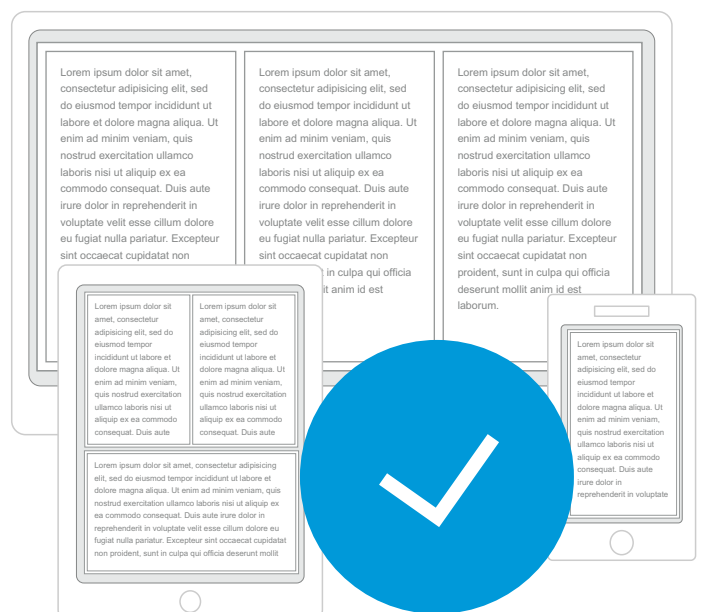 Lorem ipsum dolor sit amet,
consectetur adipisicing elit, sed
do eiusmod tempor incididunt ut
labore et dolore magna aliqua. Ut
enim ad minim veniam, quis
nostrud exercitation ullamco
laboris nisi ut aliquip ex ea
commodo consequat. Duis aute
irure dolor in reprehenderit in
voluptate velit esse cillum dolore
eu fugiat nulla pariatur. Excepteur
sint occaecat cupidatat non
Lorem ipsum dolor sit amet,
consectetur adipisicing elit, sed
do eiusmod tempor incididunt ut
labore et dolore magna aliqua. Ut
enim ad minim veniam, quis
nostrud exercitation ullamco
laboris nisi ut aliquip ex ea
commodo consequat. Duis aute
irure dolor in reprehenderit in
voluptate velit esse cillum dolore
eu fugiat nulla pariatur. Excepteur
sint occaecat cupidatat non
in culpa qui officia
anim id est
Lorem ipsum dolor sit amet,
consectetur adipisicing elit, sed
do eiusmod tempor incididunt ut
labore et dolore magna aliqua. Ut
enim ad minim veniam, quis
nostrud exercitation ullamco
laboris nisi ut aliquip ex ea
commodo consequat. Duis aute
irure dolor in reprehenderit in
voluptate velit esse cillum dolore
eu fugiat nulla pariatur. Excepteur
sint occaecat cupidatat non
proident, sunt in culpa qui officia
deserunt mollit anim id est
laborum.
Lorem ipsum dolor sit
amet, consectetur
adipisicing elit, sed do
eiusmod tempor
incididunt ut labore et
dolore magna aliqua. Ut
enim ad minim veniam,
quis nostrud exercitation
ullamco laboris nisi ut
aliquip ex ea commodo
consequat. Duis aute
Lorem ipsum dolor sit
amet, consectetur
adipisicing elit, sed do
eiusmod tempor
incididunt ut labore et
dolore magna aliqua. Ut
enim ad minim veniam,
quis nostrud exercitation
ullamco laboris nisi ut
aliquip ex ea commodo
consequat. Duis aute
Lorem ipsum dolor sit amet, consectetur adipisicing
elit, sed do eiusmod tempor incididunt ut labore et
dolore magna aliqua. Ut enim ad minim veniam, quis
nostrud exercitation ullamco laboris nisi ut aliquip ex
ea commodo consequat. Duis aute irure dolor in
reprehenderit in voluptate velit esse cillum dolore eu
fugiat nulla pariatur. Excepteur sint occaecat cupidatat
non proident, sunt in culpa qui officia deserunt mollit
Lorem ipsum dolor sit
amet, consectetur
adipisicing elit, sed do
eiusmod tempor
incididunt ut labore et
dolore magna aliqua. Ut
enim ad minim veniam,
quis nostrud exercitation
ullamco laboris nisi ut
aliquip ex ea commodo
consequat. Duis aute
irure dolor in
reprehenderit in voluptate